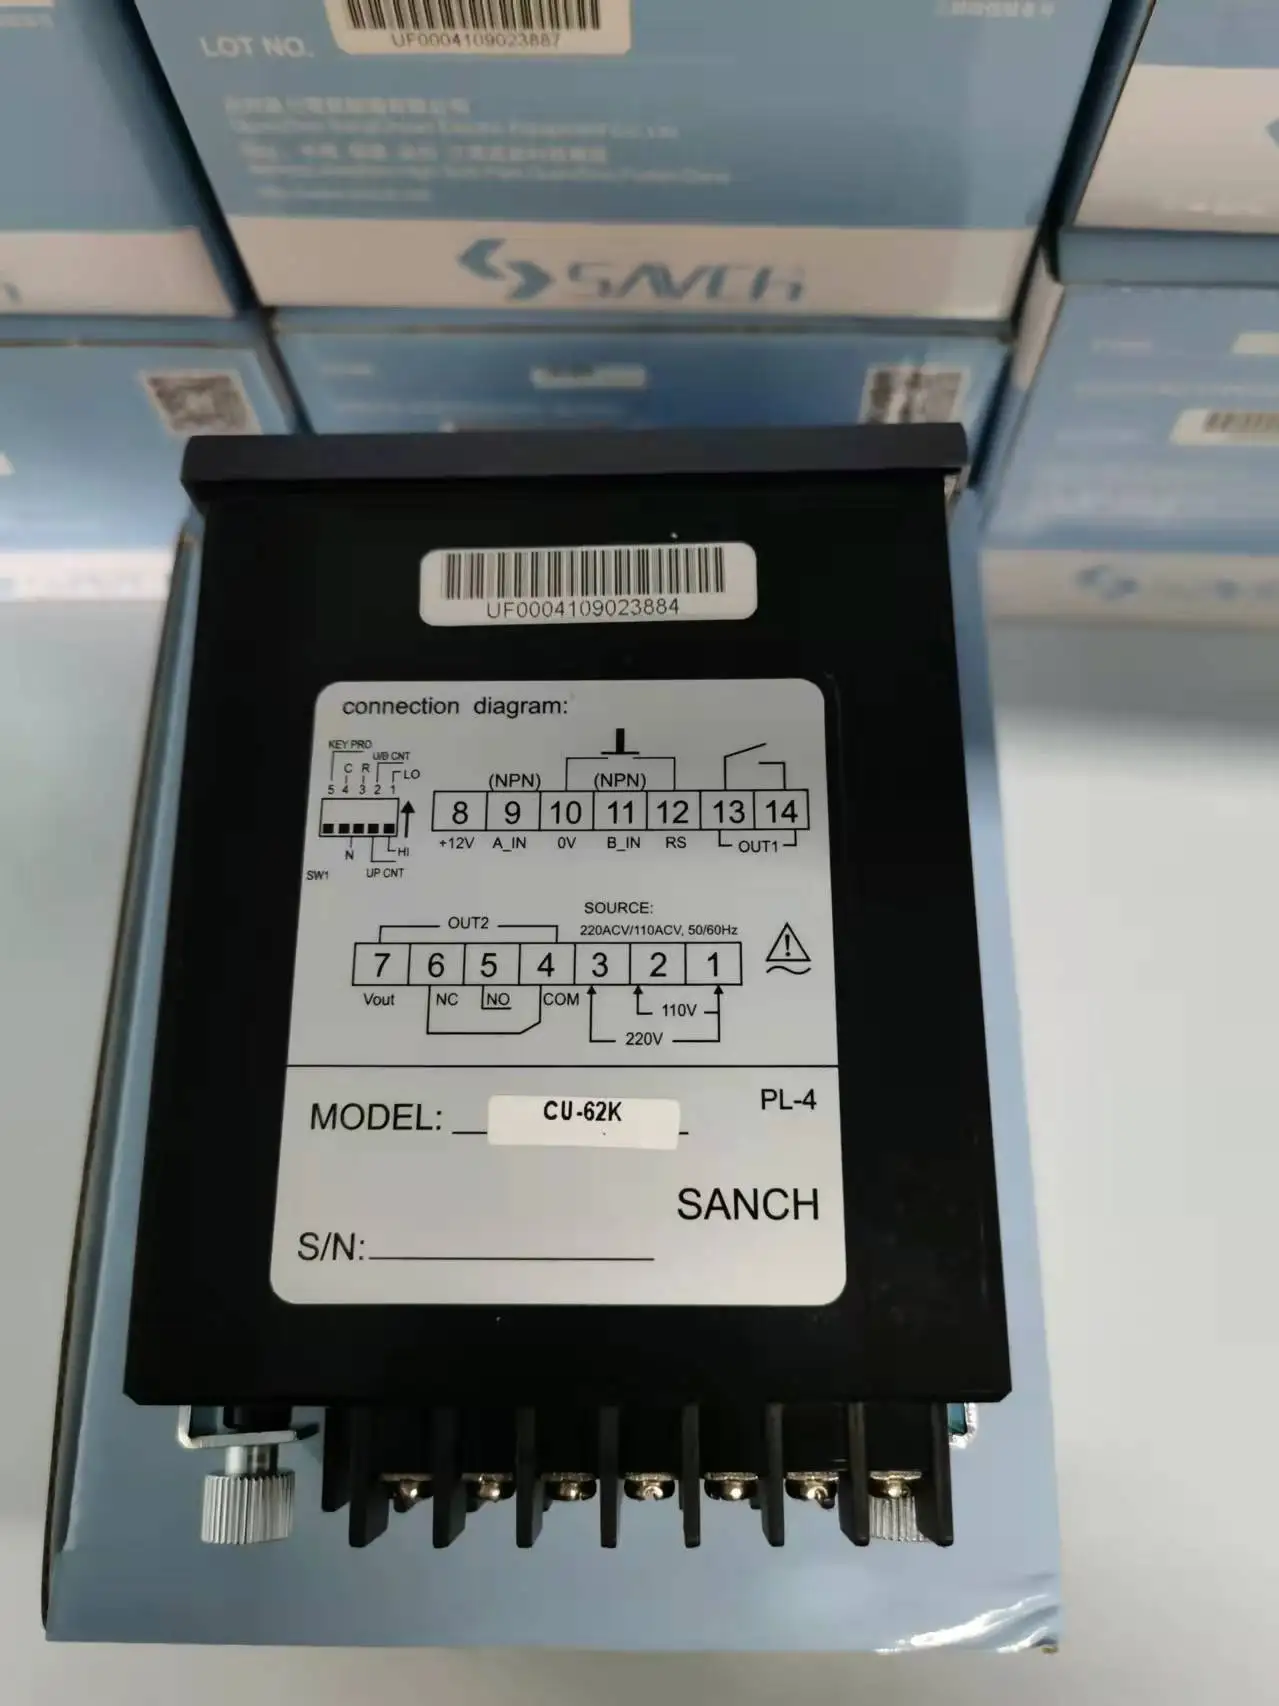 LOT NO.
UF0004109023887
SANCH
UF0004109023884
connection diagram:
KEY PRO
U/D CNT
C R
LO
5 4 3 2 1
N
HI
SW1
UP CNT
(NPN) (NPN)
8 9 10 11 12 13 14
+12V A_IN 0V B_IN RS OUT1
SOURCE:
OUT2
220ACV/110ACV, 50/60Hz
7 6 5 4 3 2 1
Vout NC NO COM
110V
220V
MODEL: CU-62K
PL-4
SANCH
S/N: